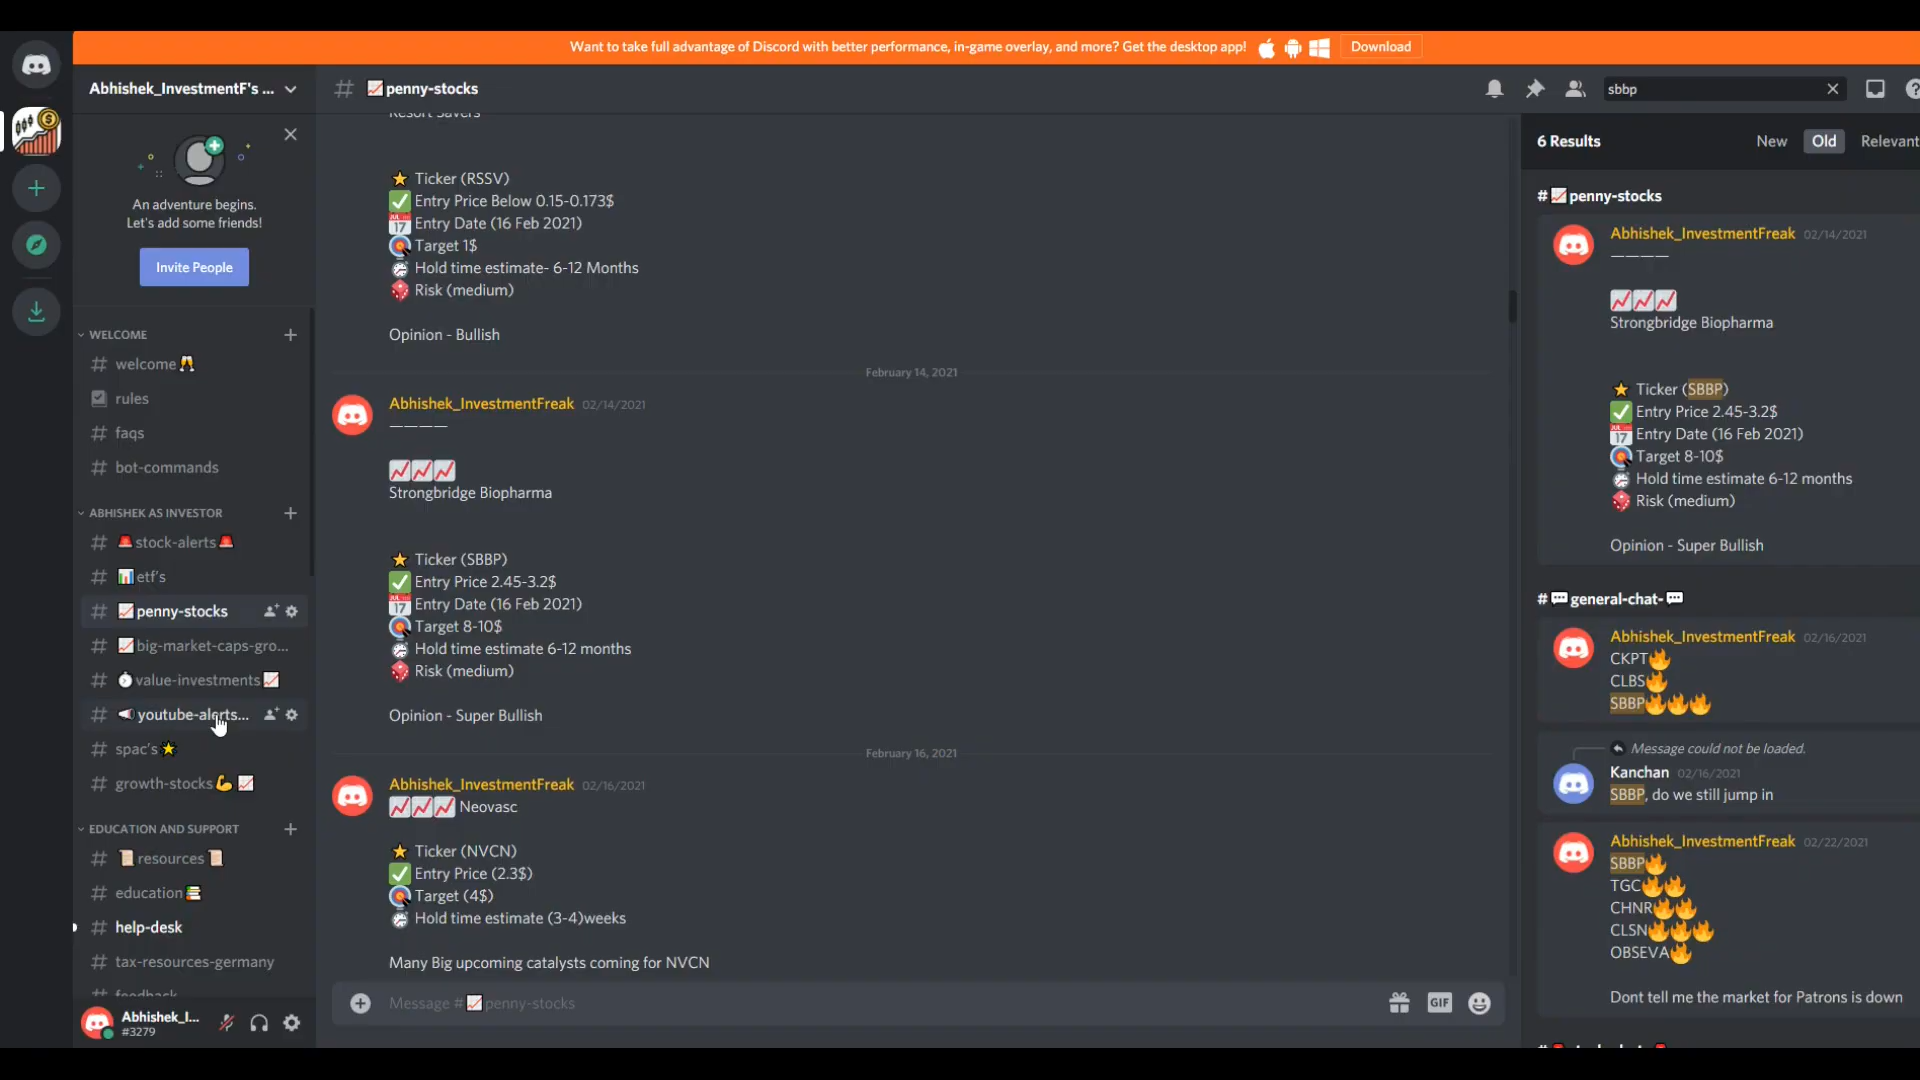 Want to take full advantage of Discord with better performance, in-game overlay, and more? Get the desktop app!
Download
Abhishek_InvestmentF's ...
An adventure begins.
Let's add some friends!
Invite People
WELCOME
welcome
rules
faqs
bot-commands
ABHISHEK AS INVESTOR
stock-alerts
etf's
penny-stocks
big-market-caps-gro...
value-investments
youtube-alerts...
spac's
growth-stocks
EDUCATION AND SUPPORT
resources
education
help-desk
tax-resources-germany
feedback
Abhishek_I...
#3279
# penny-stocks
Resort Savers
Ticker (RSSV)
Entry Price Below 0.15-0.173$
Entry Date (16 Feb 2021)
Target 1$
Hold time estimate- 6-12 Months
Risk (medium)
Opinion - Bullish
February 14, 2021
Abhishek_InvestmentFreak 02/14/2021
————
Strongbridge Biopharma
Ticker (SBBP)
Entry Price 2.45-3.2$
Entry Date (16 Feb 2021)
Target 8-10$
Hold time estimate 6-12 months
Risk (medium)
Opinion - Super Bullish
February 16, 2021
Abhishek_InvestmentFreak 02/16/2021
Neovasc
Ticker (NVCN)
Entry Price (2.3$)
Target (4$)
Hold time estimate (3-4)weeks
Many Big upcoming catalysts coming for NVCN
Message # penny-stocks
GIF
sbbp
6 Results
New
Old
Relevant
# penny-stocks
Abhishek_InvestmentFreak 02/14/2021
————
Strongbridge Biopharma
Ticker (SBBP)
Entry Price 2.45-3.2$
Entry Date (16 Feb 2021)
Target 8-10$
Hold time estimate 6-12 months
Risk (medium)
Opinion - Super Bullish
# general-chat-
Abhishek_InvestmentFreak 02/16/2021
CKPT
CLBS
SBBP
Message could not be loaded.
Kanchan 02/16/2021
SBBP, do we still jump in
Abhishek_InvestmentFreak 02/22/2021
SBBP
TGC
CHNR
CLSN
OBSEVA
Dont tell me the market for Patrons is down